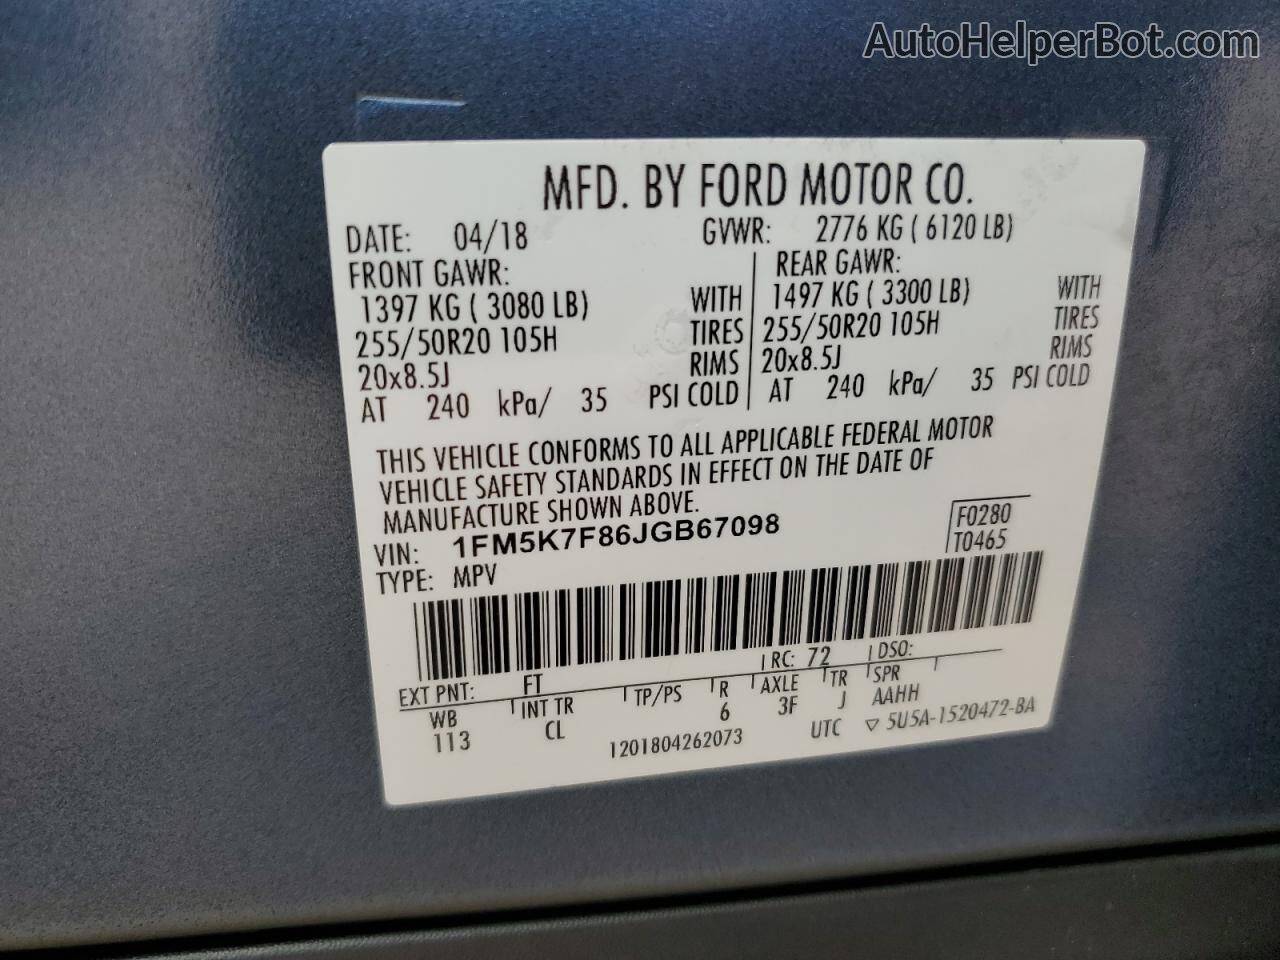 AutoHelperBot.com
MFD. BY FORD MOTOR CO.
DATE: 04/18 GVWR: 2776 KG ( 6120 LB)
FRONT GAWR: REAR GAWR:
1397 KG ( 3080 LB) WITH 1497 KG ( 3300 LB) WITH
255/50R20 105H TIRES 255/50R20 105H TIRES
20x8.5J RIMS 20x8.5J RIMS
AT 240 kPa/ 35 PSI COLD AT 240 kPa/ 35 PSI COLD
THIS VEHICLE CONFORMS TO ALL APPLICABLE FEDERAL MOTOR
VEHICLE SAFETY STANDARDS IN EFFECT ON THE DATE OF
MANUFACTURE SHOWN ABOVE.
VIN: 1FM5K7F86JGB67098 F0280
TYPE: MPV T0465
EXT PNT: FT RC: 72 DSO:
WB INT TR TP/PS R AXLE TR SPR
113 CL 6 3F J AAHH
1201804262073 UTC ▽ 5U5A-1520472-BA